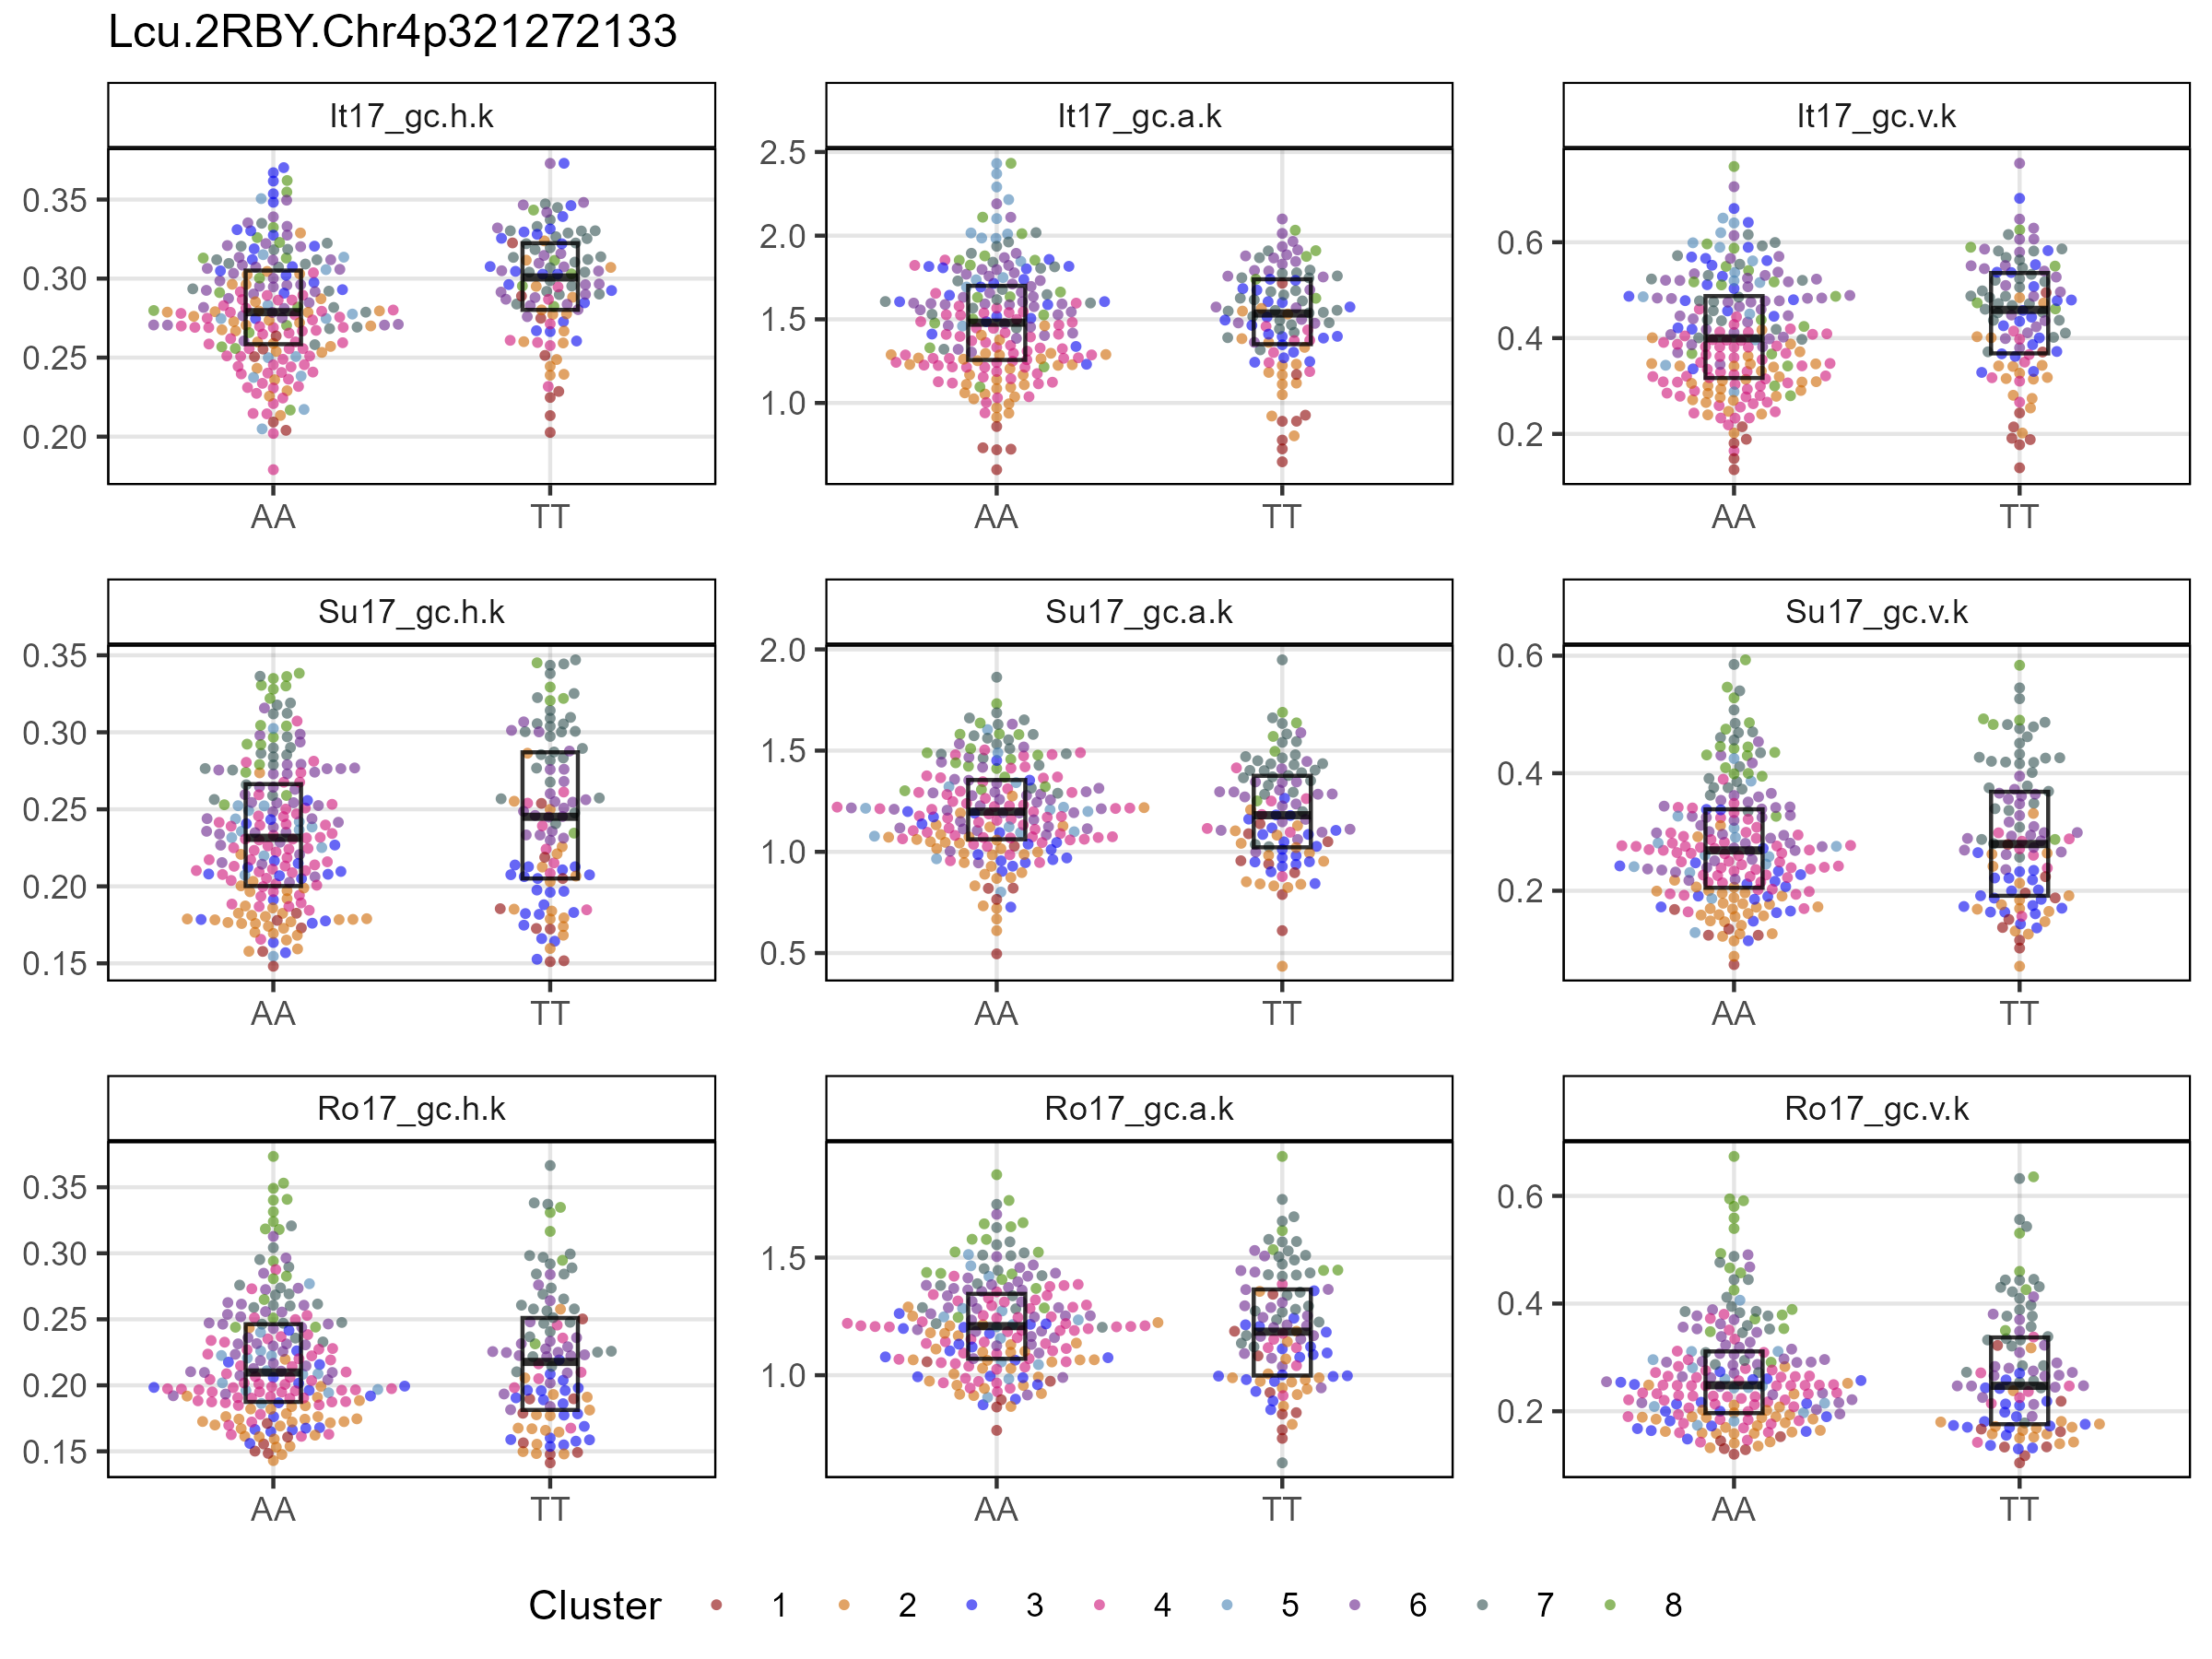 Lcu.2RBY.Chr4p321272133
It17_gc.h.k
It17_gc.a.k
It17_gc.v.k
0.35
0.30
0.25
0.20
AA
TT
2.5
2.0
1.5
1.0
AA
TT
0.6
0.4
0.2
AA
TT
Su17_gc.h.k
Su17_gc.a.k
Su17_gc.v.k
0.35
0.30
0.25
0.20
0.15
AA
TT
2.0
1.5
1.0
0.5
AA
TT
0.6
0.4
0.2
AA
TT
Ro17_gc.h.k
Ro17_gc.a.k
Ro17_gc.v.k
0.35
0.30
0.25
0.20
0.15
AA
TT
1.5
1.0
AA
TT
0.6
0.4
0.2
AA
TT
Cluster 1 2 3 4 5 6 7 8